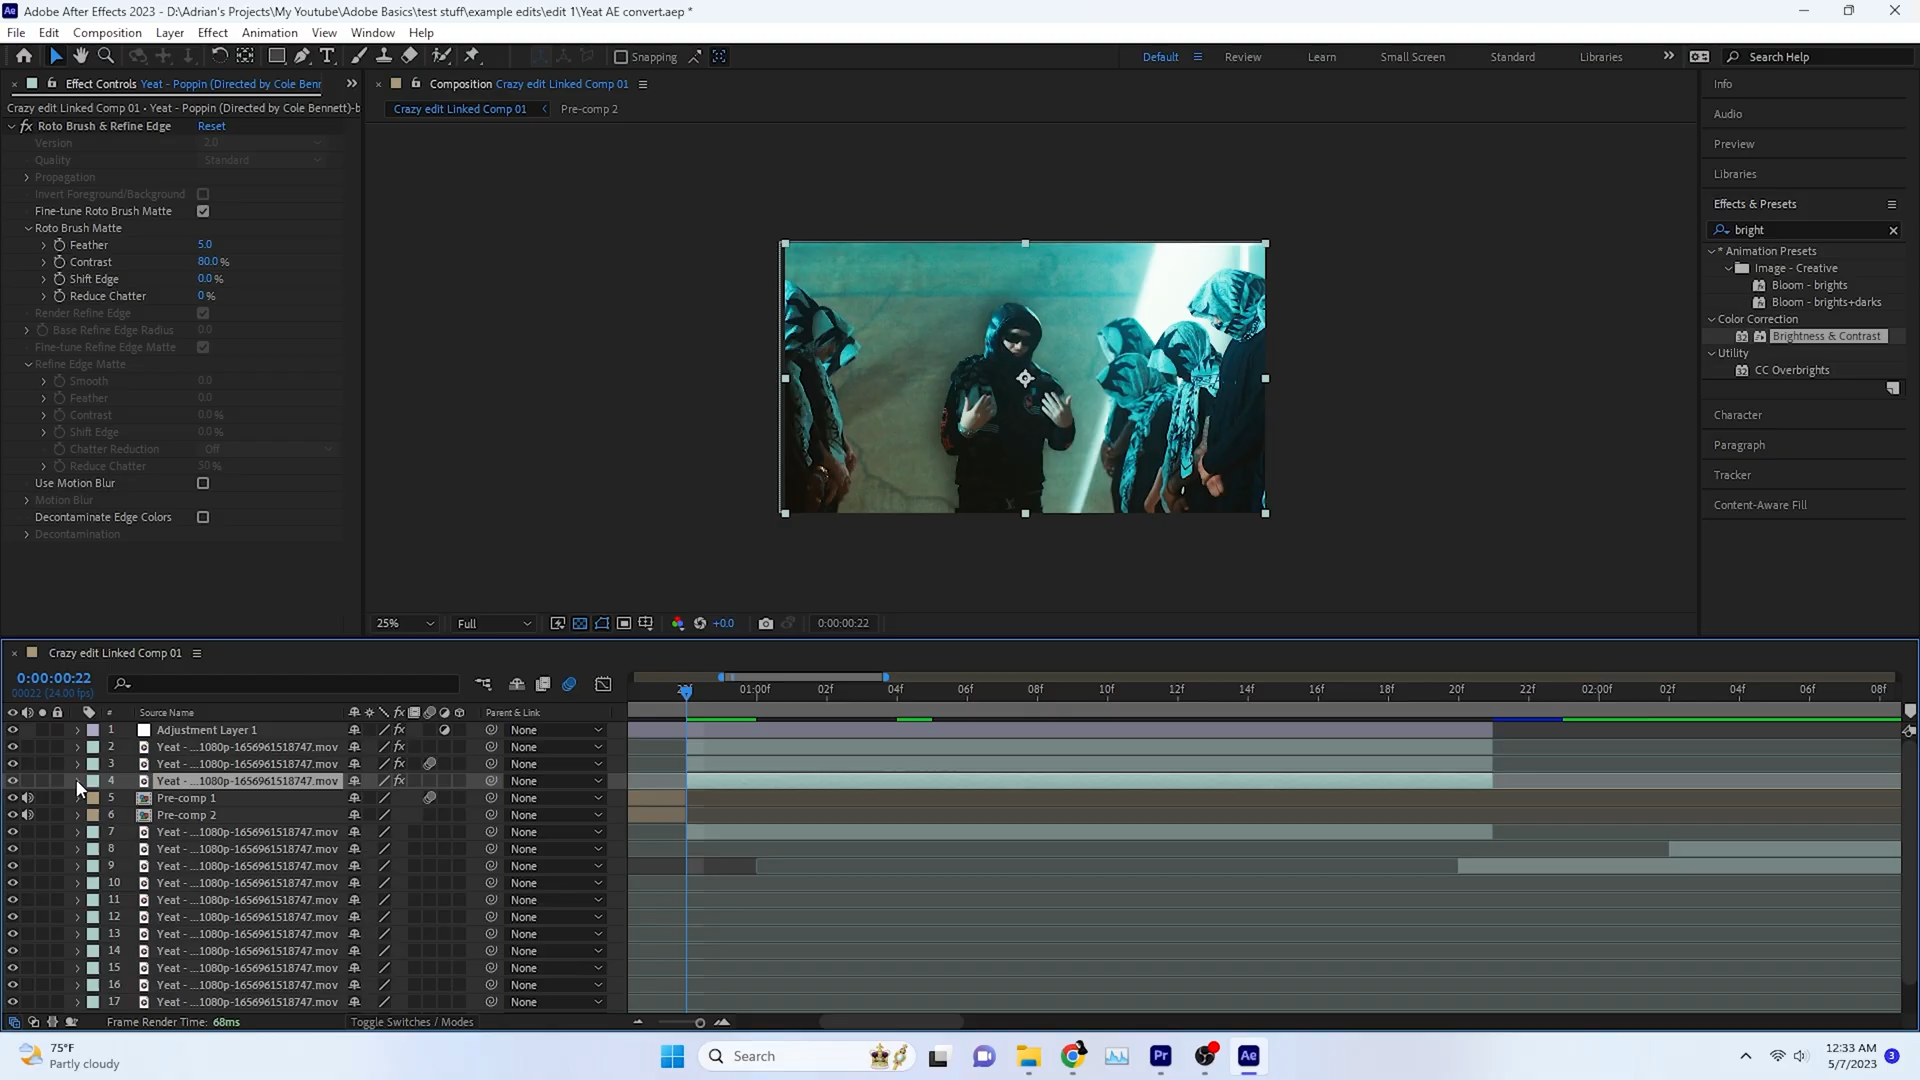 Adobe After Effects 2023 - D:\Adrian's Projects\My Youtube\Adobe Basics\test stuff\example edits\edit 1\Yeat AE convert.aep *
File Edit Composition Layer Effect Animation View Window Help
Snapping
Default Review Learn Small Screen Standard Libraries Search Help
Effect Controls Yeat - Poppin (Directed by Cole Benn
Crazy edit Linked Comp 01 • Yeat - Poppin (Directed by Cole Bennett)-b
fx Roto Brush & Refine Edge Reset
Version 2.0
Quality Standard
Propagation
Invert Foreground/Background
Fine-tune Roto Brush Matte
Roto Brush Matte
Feather 5.0
Contrast 80.0 %
Shift Edge 0.0 %
Reduce Chatter 0 %
Render Refine Edge
Base Refine Edge Radius 0.0
Fine-tune Refine Edge Matte
Refine Edge Matte
Smooth 0.0
Feather 0.0
Contrast 0.0 %
Shift Edge 0.0 %
Chatter Reduction Off
Reduce Chatter 50 %
Use Motion Blur
Motion Blur
Decontaminate Edge Colors
Decontamination
Composition Crazy edit Linked Comp 01
Crazy edit Linked Comp 01 Pre-comp 2
25% Full +0.0 0:00:00:22
Info
Audio
Preview
Libraries
Effects & Presets
bright
* Animation Presets
Image - Creative
Bloom - brights
Bloom - brights+darks
Color Correction
Brightness & Contrast
Utility
CC Overbrights
Character
Paragraph
Tracker
Content-Aware Fill
Crazy edit Linked Comp 01
0:00:00:22
00022 (24.00 fps)
01:00f 02f 04f 06f 08f 10f 12f 14f 16f 18f 20f 22f 02:00f 02f 04f 06f 08f
# Source Name fx Parent & Link
1 Adjustment Layer 1 None
2 Yeat - ...1080p-1656961518747.mov fx None
3 Yeat - ...1080p-1656961518747.mov fx None
4 Yeat - ...1080p-1656961518747.mov fx None
5 Pre-comp 1 None
6 Pre-comp 2 None
7 Yeat - ...1080p-1656961518747.mov None
8 Yeat - ...1080p-1656961518747.mov None
9 Yeat - ...1080p-1656961518747.mov None
10 Yeat - ...1080p-1656961518747.mov None
11 Yeat - ...1080p-1656961518747.mov None
12 Yeat - ...1080p-1656961518747.mov None
13 Yeat - ...1080p-1656961518747.mov None
14 Yeat - ...1080p-1656961518747.mov None
15 Yeat - ...1080p-1656961518747.mov None
16 Yeat - ...1080p-1656961518747.mov None
17 Yeat - ...1080p-1656961518747.mov None
Frame Render Time: 68ms Toggle Switches / Modes
75°F
Partly cloudy
Search
12:33 AM
5/7/2023
3